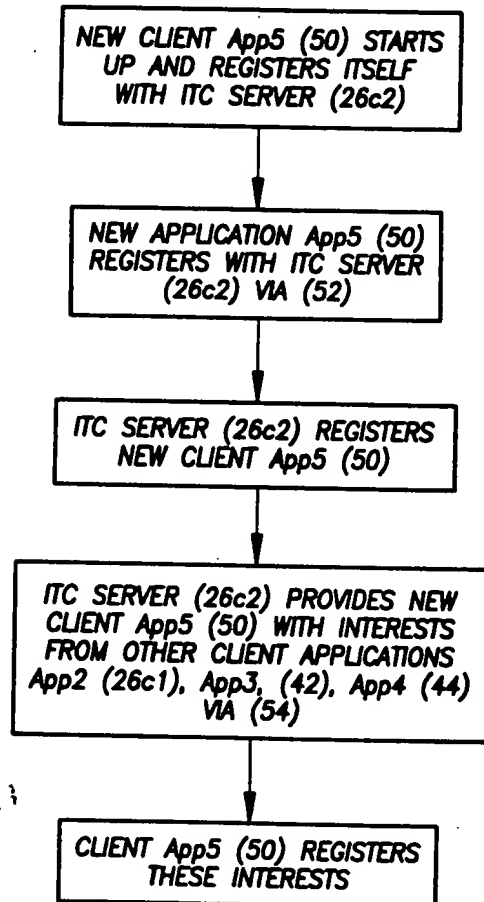 NEW CLIENT App5 (50) STARTS
UP AND REGISTERS ITSELF
WITH ITC SERVER (26c2)
NEW APPLICATION App5 (50)
REGISTERS WITH ITC SERVER
(26c2) VIA (52)
ITC SERVER (26c2) REGISTERS
NEW CLIENT App5 (50)
ITC SERVER (26c2) PROVIDES NEW
CLIENT App5 (50) WITH INTERESTS
FROM OTHER CLIENT APPLICATIONS
App2 (26c1), App3, (42), App4 (44)
VIA (54)
CLIENT App5 (50) REGISTERS
THESE INTERESTS